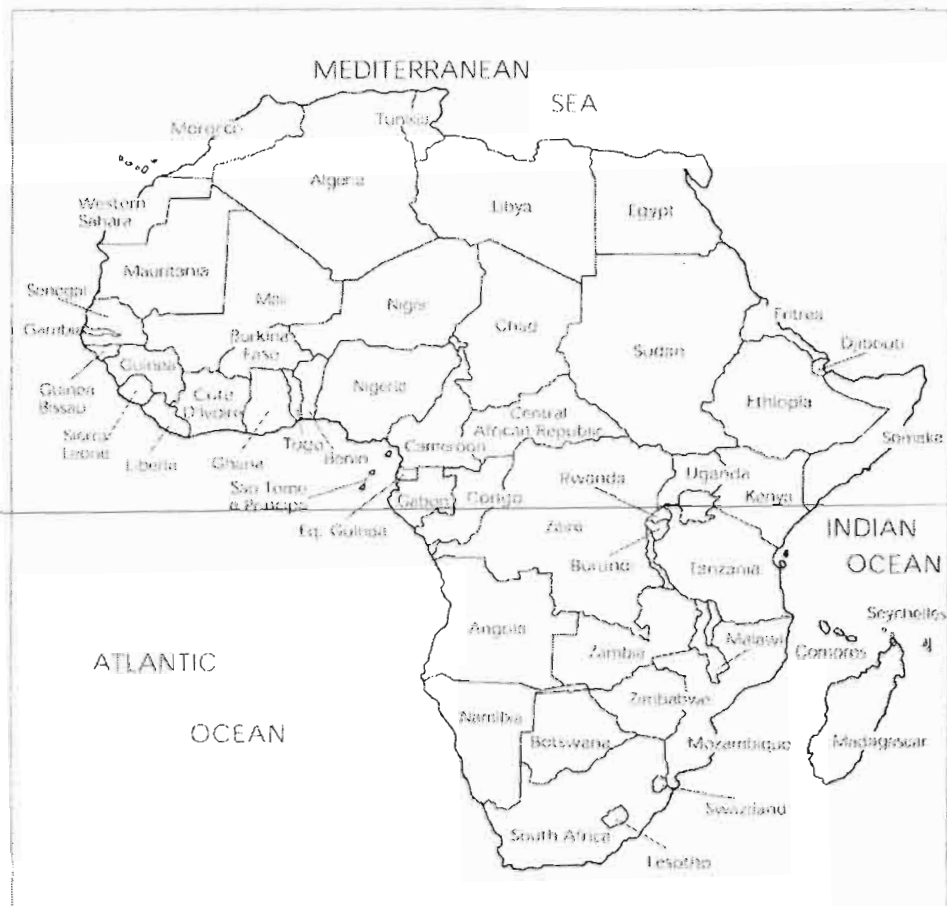 MEDITERRANEAN
SEA
Morocco
Tunisia
Algeria
Libya
Egypt
Western
Sahara
Mauritania
Mali
Niger
Chad
Sudan
Eritrea
Djibouti
Senegal
Gambia
Guinea
Bissau
Guinea
Sierra
Leone
Liberia
Cote
D'Ivoire
Burkina
Faso
Ghana
Togo
Benin
Nigeria
Cameroon
Central
African Republic
Ethiopia
Somalia
Sao Tome
& Principe
Eq. Guinea
Gabon
Congo
Zaire
Rwanda
Burundi
Uganda
Kenya
Tanzania
INDIAN
OCEAN
Seychelles
Comoros
Angola
Zambia
Malawi
ATLANTIC
OCEAN
Namibia
Botswana
Zimbabwe
Mozambique
Madagascar
Swaziland
South Africa
Lesotho